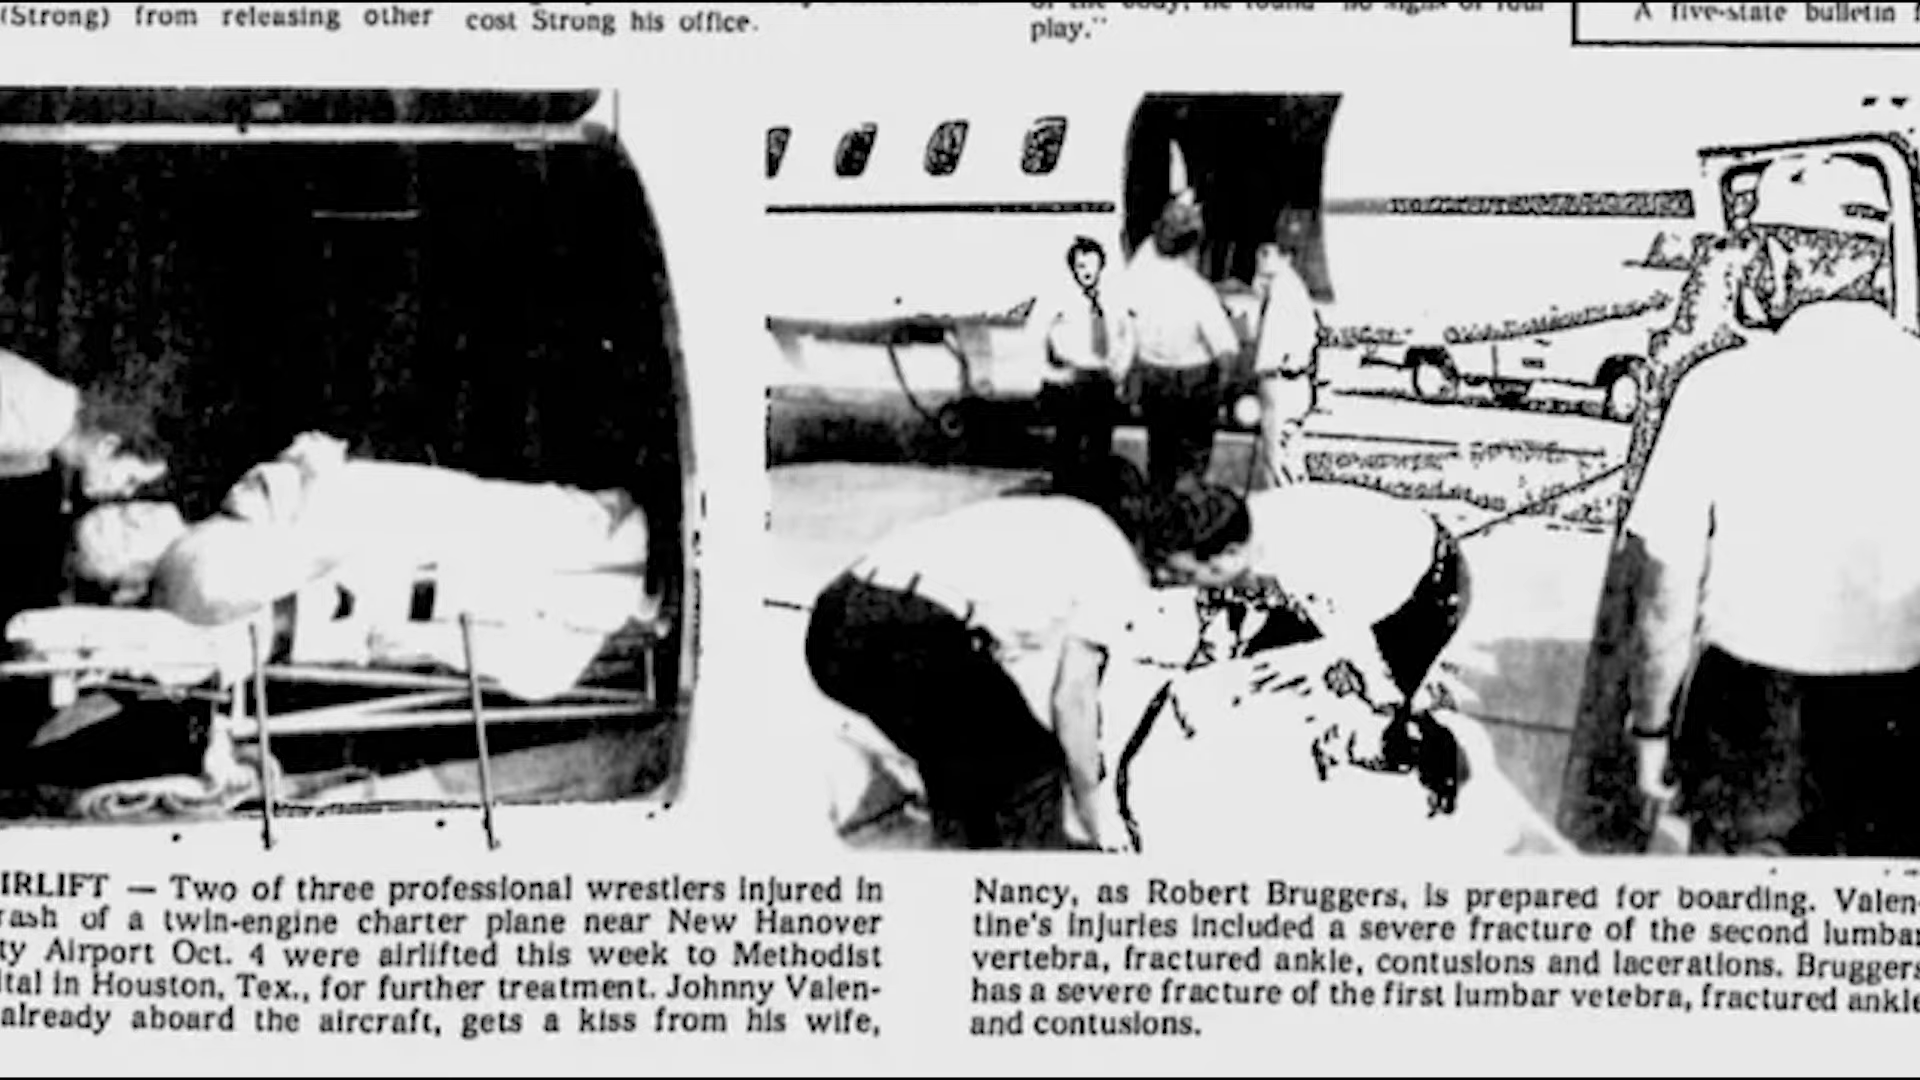 (Strong) from releasing other
cost Strong his office.
play."
A five-state bulletin
IRLIFT — Two of three professional wrestlers injured in
rash of a twin-engine charter plane near New Hanover
ty Airport Oct. 4 were airlifted this week to Methodist
ital in Houston, Tex., for further treatment. Johnny Valen-
already aboard the aircraft, gets a kiss from his wife,
Nancy, as Robert Bruggers, is prepared for boarding. Valen-
tine's injuries included a severe fracture of the second lumbar
vertebra, fractured ankle, contusions and lacerations. Bruggers
has a severe fracture of the first lumbar vetebra, fractured ankle
and contusions.